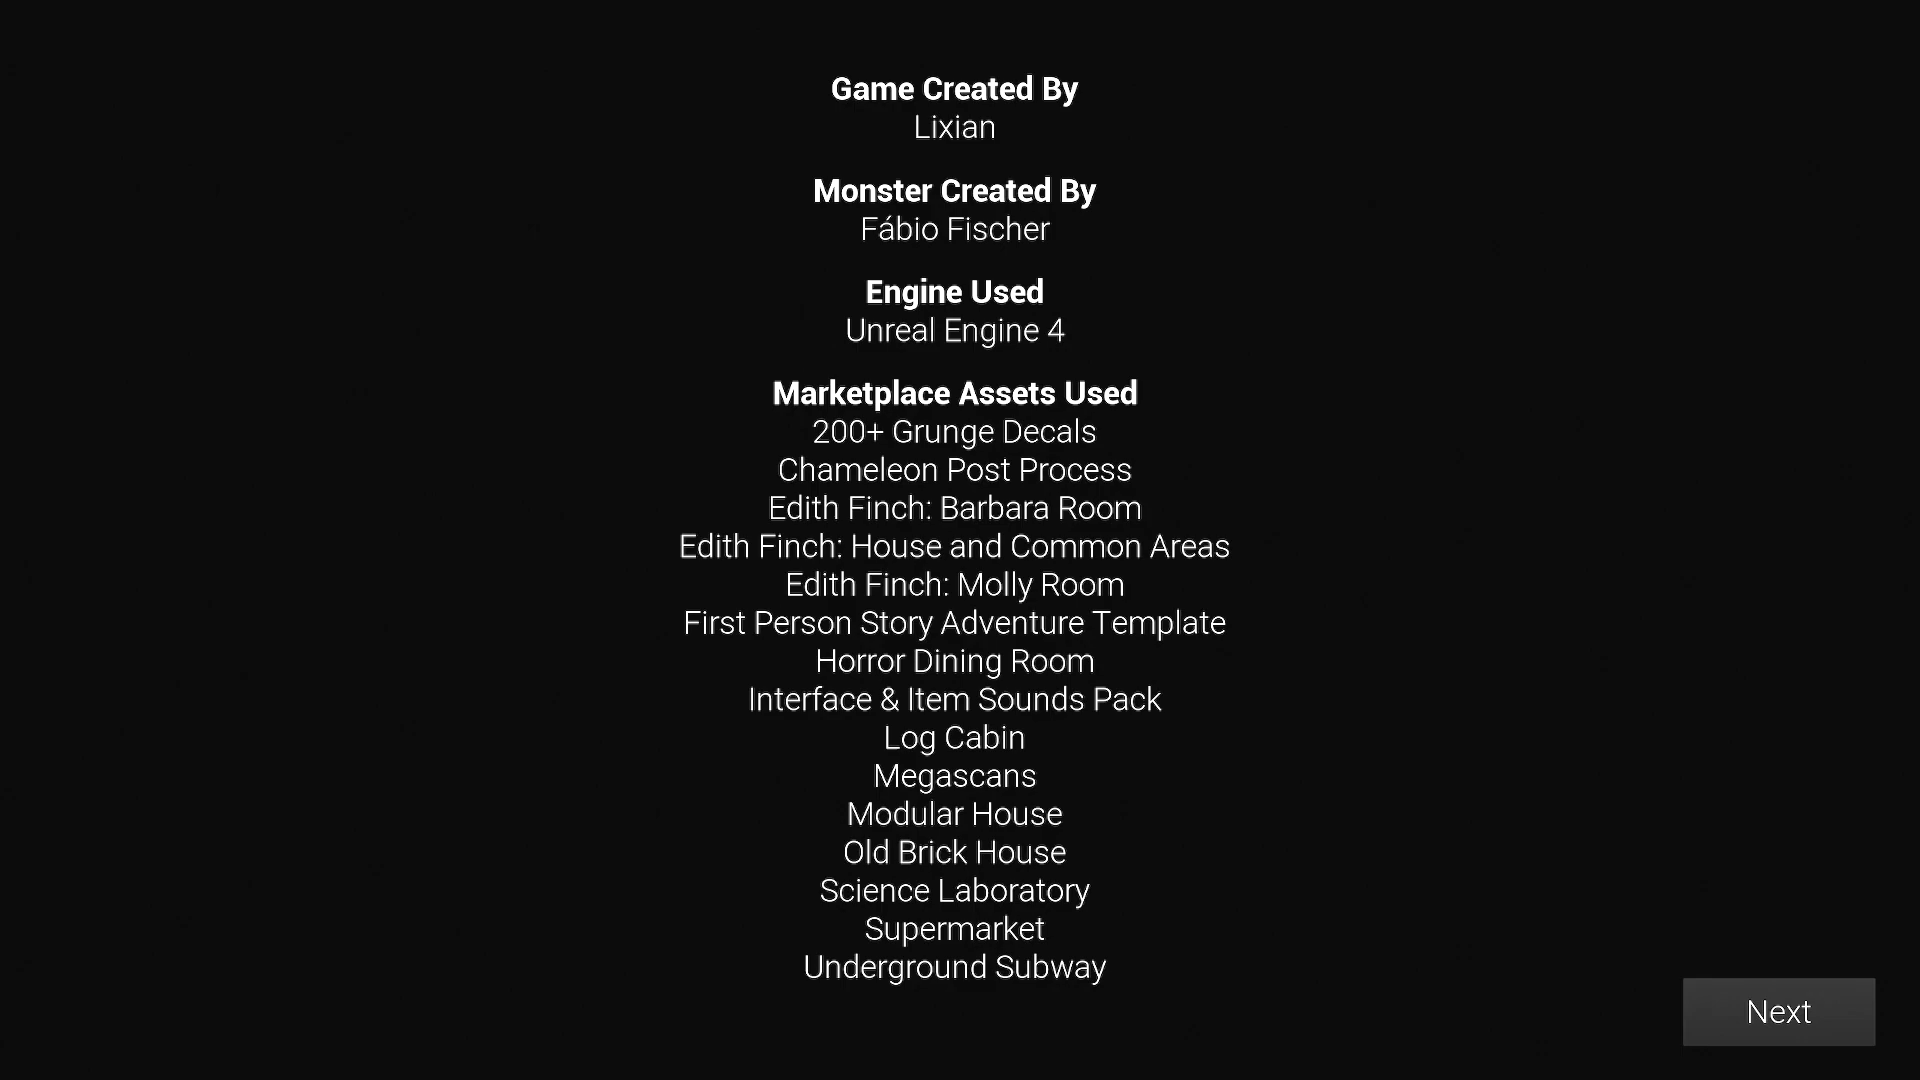 Game Created By
Lixian
Monster Created By
Fábio Fischer
Engine Used
Unreal Engine 4
Marketplace Assets Used
200+ Grunge Decals
Chameleon Post Process
Edith Finch: Barbara Room
Edith Finch: House and Common Areas
Edith Finch: Molly Room
First Person Story Adventure Template
Horror Dining Room
Interface & Item Sounds Pack
Log Cabin
Megascans
Modular House
Old Brick House
Science Laboratory
Supermarket
Underground Subway
Next